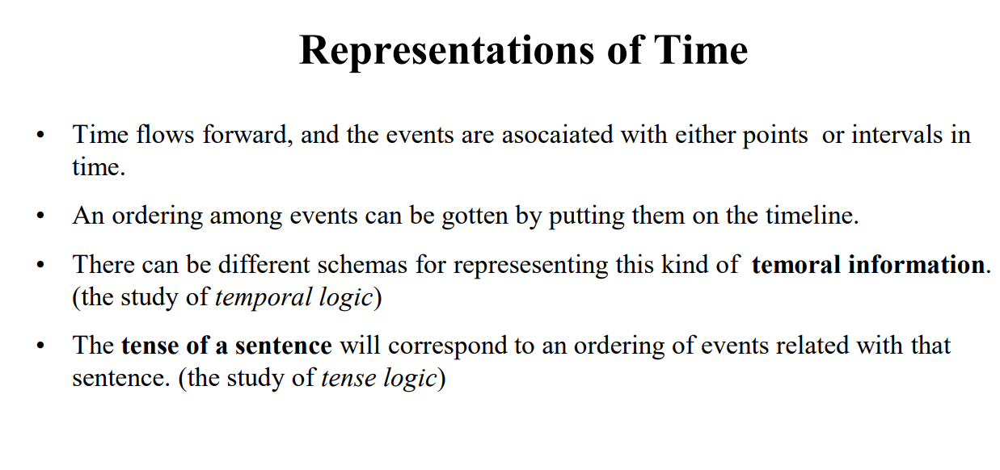 Representations of Time
• Time flows forward, and the events are asocaiated with either points  or intervals in
time.
• An ordering among events can be gotten by putting them on the timeline.
• There can be different schemas for represesenting this kind of  temoral information.
(the study of temporal logic)
• The tense of a sentence will correspond to an ordering of events related with that
sentence. (the study of tense logic)